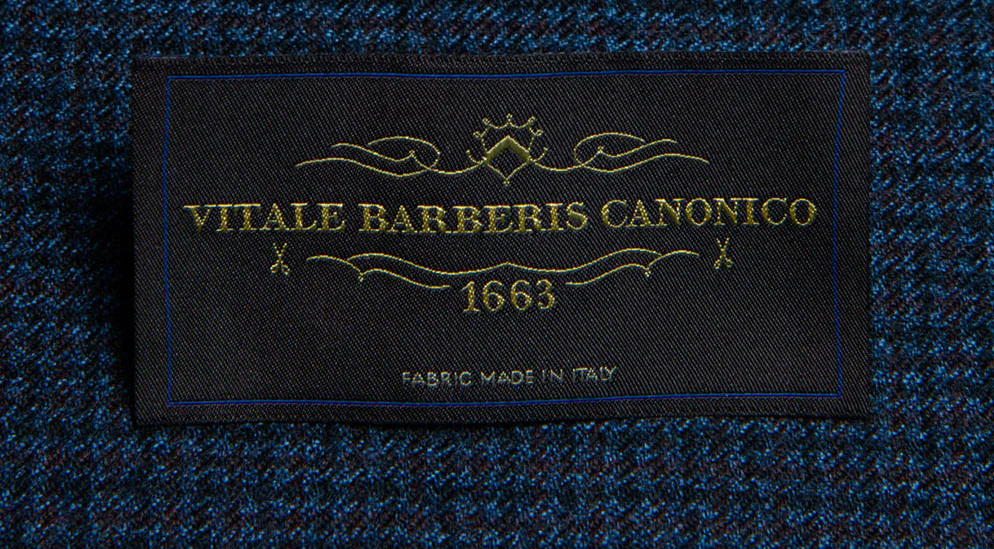 VITALE BARBERIS CANONICO
1663
FABRIC MADE IN ITALY